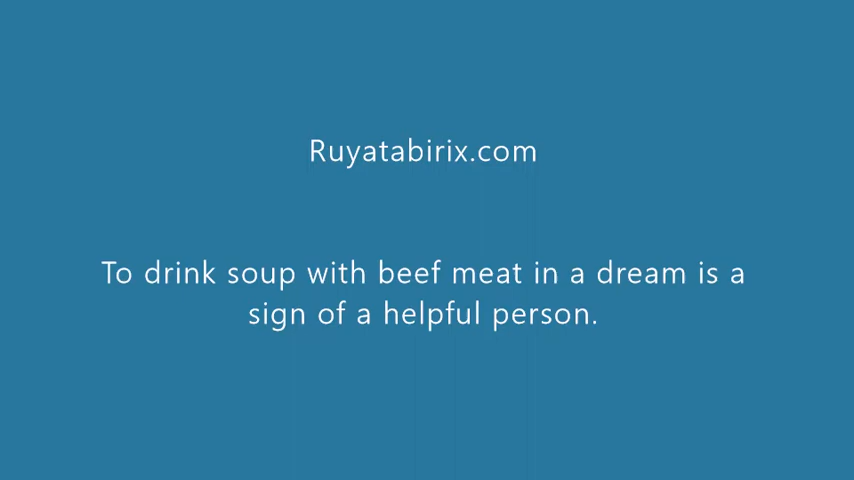 Ruyatabirix.com
To drink soup with beef meat in a dream is a
sign of a helpful person.